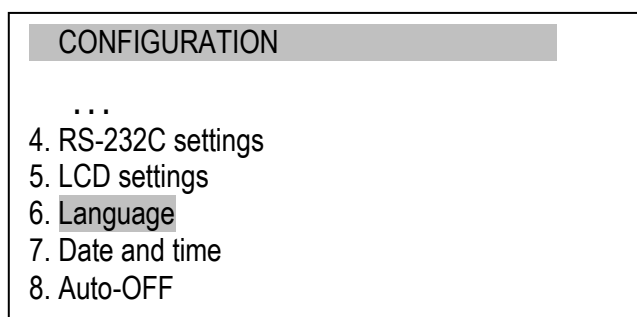 CONFIGURATION
...
4. RS-232C settings
5. LCD settings
6. Language
7. Date and time
8. Auto-OFF